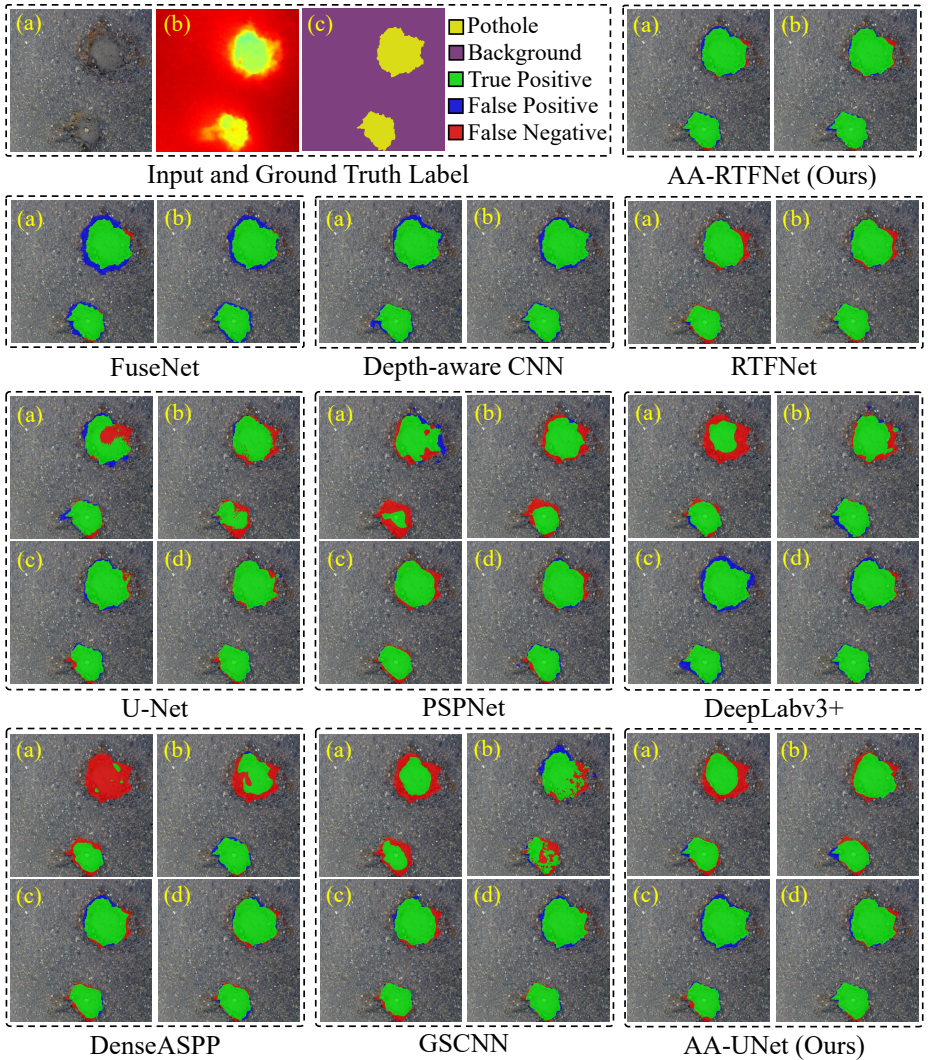 (a) (b) (c)
Pothole
Background
True Positive
False Positive
False Negative
Input and Ground Truth Label
(a) (b)
AA-RTFNet (Ours)
(a) (b)
FuseNet
(a) (b)
Depth-aware CNN
(a) (b)
RTFNet
(a) (b)
(c) (d)
U-Net
(a) (b)
(c) (d)
PSPNet
(a) (b)
(c) (d)
DeepLabv3+
(a) (b)
(c) (d)
DenseASPP
(a) (b)
(c) (d)
GSCNN
(a) (b)
(c) (d)
AA-UNet (Ours)